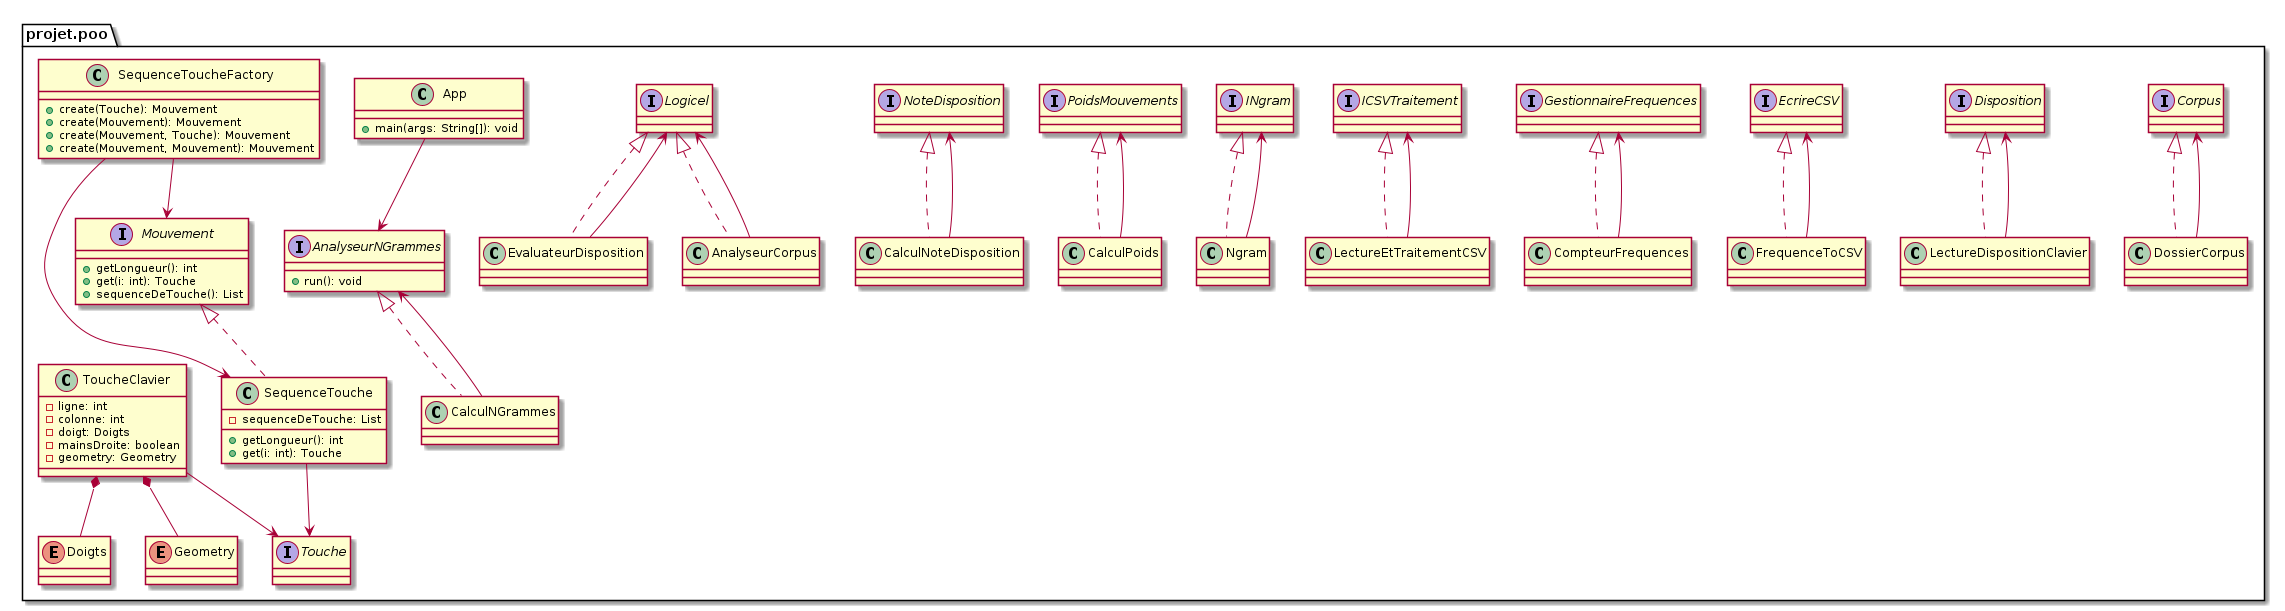 projet.poo
C SequenceToucheFactory
create(Touche): Mouvement
create(Mouvement): Mouvement
create(Mouvement, Touche): Mouvement
create(Mouvement, Mouvement): Mouvement
C App
main(args: String[]): void
I Logicel
I NoteDisposition
I PoidsMouvements
I INgram
I ICSVTraitement
I GestionnaireFrequences
I EcrireCSV
I Disposition
I Corpus
I Mouvement
getLongueur(): int
get(i: int): Touche
sequenceDeTouche(): List
I AnalyseurNGrammes
run(): void
C EvaluateurDisposition
C AnalyseurCorpus
C CalculNoteDisposition
C CalculPoids
C Ngram
C LectureEtTraitementCSV
C CompteurFrequences
C FrequenceToCSV
C LectureDispositionClavier
C DossierCorpus
C ToucheClavier
ligne: int
colonne: int
doigt: Doigts
mainsDroite: boolean
geometry: Geometry
C SequenceTouche
sequenceDeTouche: List
getLongueur(): int
get(i: int): Touche
C CalculNGrammes
E Doigts
E Geometry
I Touche